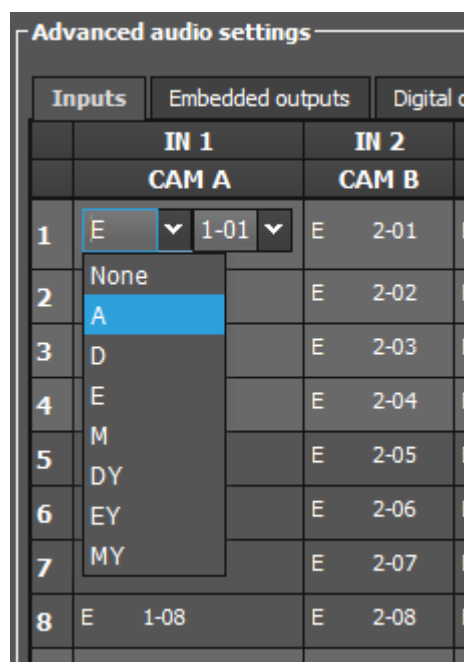 Advanced audio settings
Inputs Embedded outputs Digital
IN 1 IN 2
CAM A CAM B
1 E 1-01 E 2-01
None
2 E 2-02
A
3 D E 2-03
4 E E 2-04
M
5 E 2-05
DY
6 EY E 2-06
7 MY E 2-07
8 E 1-08 E 2-08